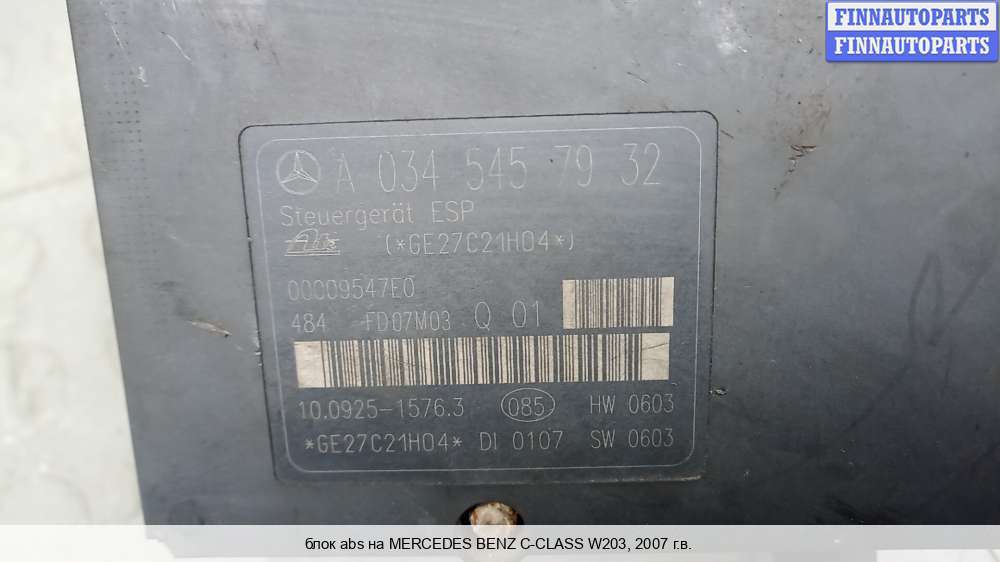 FINNAUTOPARTS
FINNAUTOPARTS
A 034 545 79 32
Steuergerät ESP
Ate (*GE27C21H04*)
00009547E0
484 FD07M03 Q 01
10.0925-1576.3 085 HW 0603
*GE27C21H04* DI 0107 SW 0603
блок abs на MERCEDES BENZ C-CLASS W203, 2007 г.в.